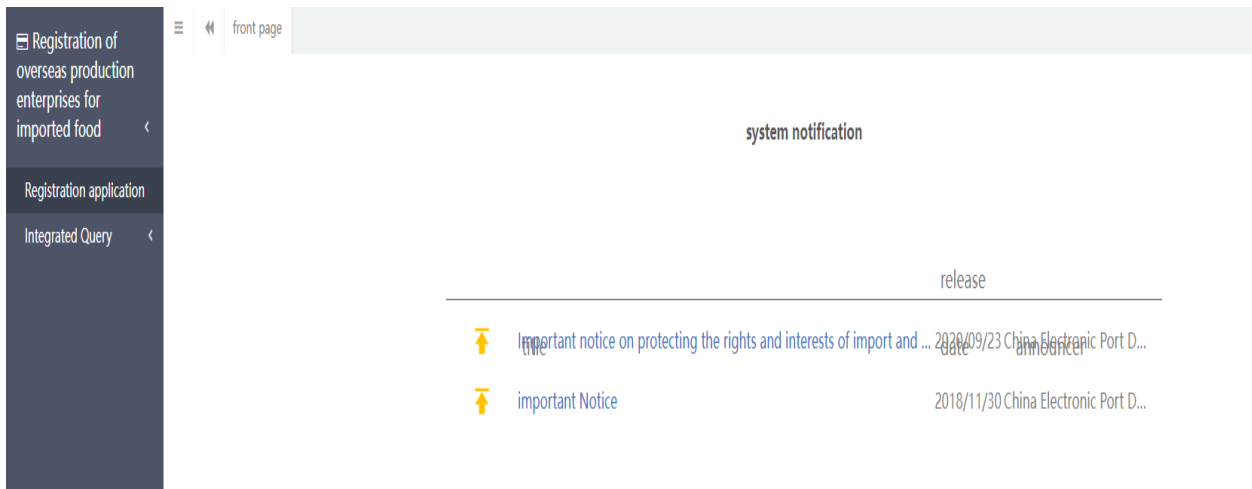 Registration of
overseas production
enterprises for
imported food
Registration application
Integrated Query
front page
system notification
release
title date announcer
Important notice on protecting the rights and interests of import and ... 2020/09/23 China Electronic Port D...
important Notice 2018/11/30 China Electronic Port D...